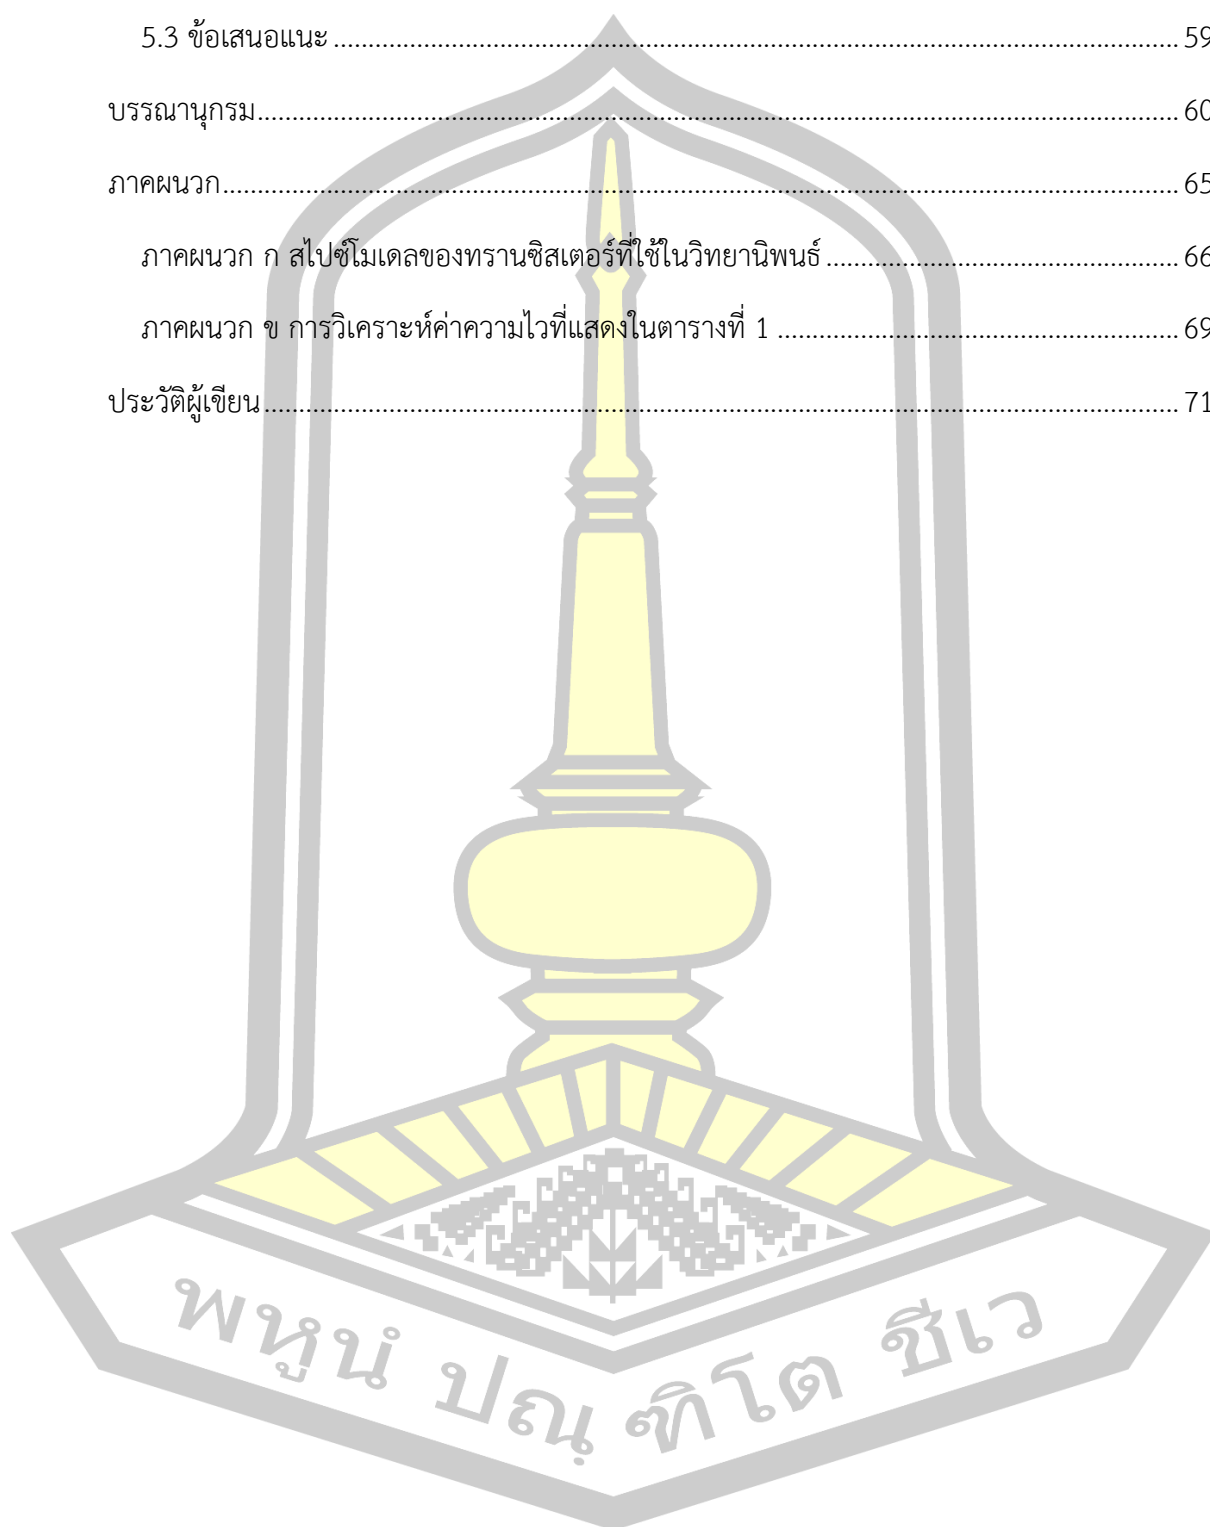 5.3 ข้อเสนอแนะ ........................................................................ 59
บรรณานุกรม........................................................................ 60
ภาคผนวก........................................................................ 65
ภาคผนวก ก สไปซ์โมเดลของทรานซิสเตอร์ที่ใช้ในวิทยานิพนธ์ ........................................ 66
ภาคผนวก ข การวิเคราะห์ค่าความไวที่แสดงในตารางที่ 1 ........................................ 69
ประวัติผู้เขียน ........................................................................ 71
พหูนํ ปณฺฑิโต ชีเว